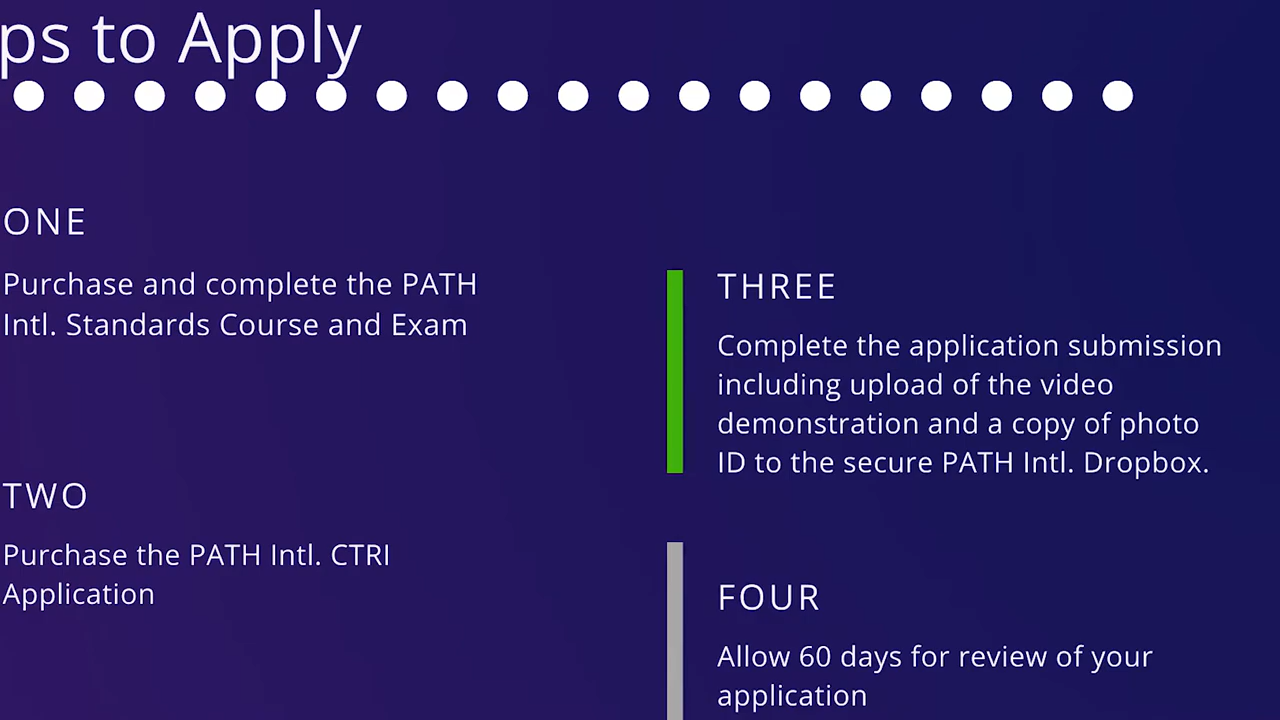 ps to Apply
ONE
Purchase and complete the PATH
Intl. Standards Course and Exam
TWO
Purchase the PATH Intl. CTRI
Application
THREE
Complete the application submission
including upload of the video
demonstration and a copy of photo
ID to the secure PATH Intl. Dropbox.
FOUR
Allow 60 days for review of your
application